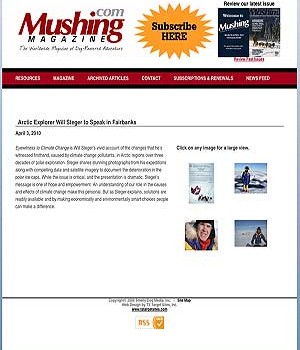 .com
Mushing
MAGAZINE
The Worldwide Magazine of Dog-Powered Adventure
Subscribe
HERE
Review our latest issue
Welcome to
Mushing
Mushing
Review Past Issues
RESOURCES MAGAZINE ARCHIVED ARTICLES CONTACT SUBSCRIPTIONS & RENEWALS NEWS FEED
Arctic Explorer Will Steger to Speak in Fairbanks
April 3, 2010
Eyewitness to Climate Change is Will Steger's vivid account of the changes that he is
witnessed firsthand, caused by climate change pollutants, in Arctic regions over three
decades of polar exploration. Steger shares stunning photographs from his expeditions
along with compelling data and satellite imagery to document the deterioration in the
polar ice caps. While the issue is critical, and the presentation is dramatic, Steger's
message is one of hope and empowerment. An understanding of our role in the causes
and effects of climate change make this personal. But as Steger explains, solutions are
readily available and by making economically and environmentally smart choices people
can make a difference.
Click on any image for a large view.
Copyright 2009 Smelly Dog Media, Inc. | Site Map
Web Design by TX Target Atom, Inc.
RSS